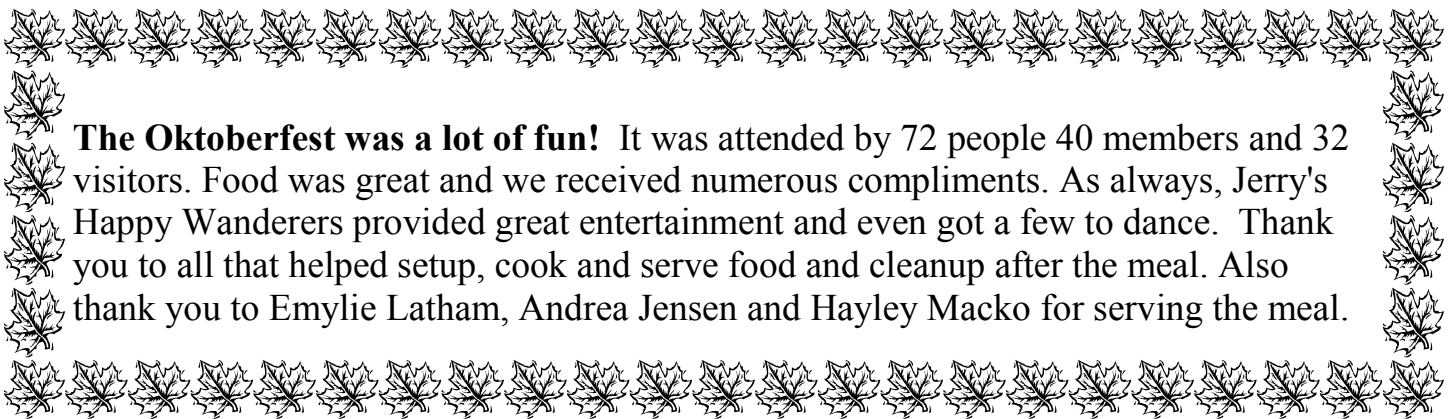 The Oktoberfest was a lot of fun!  It was attended by 72 people 40 members and 32
visitors. Food was great and we received numerous compliments. As always, Jerry's
Happy Wanderers provided great entertainment and even got a few to dance.  Thank
you to all that helped setup, cook and serve food and cleanup after the meal. Also
thank you to Emylie Latham, Andrea Jensen and Hayley Macko for serving the meal.